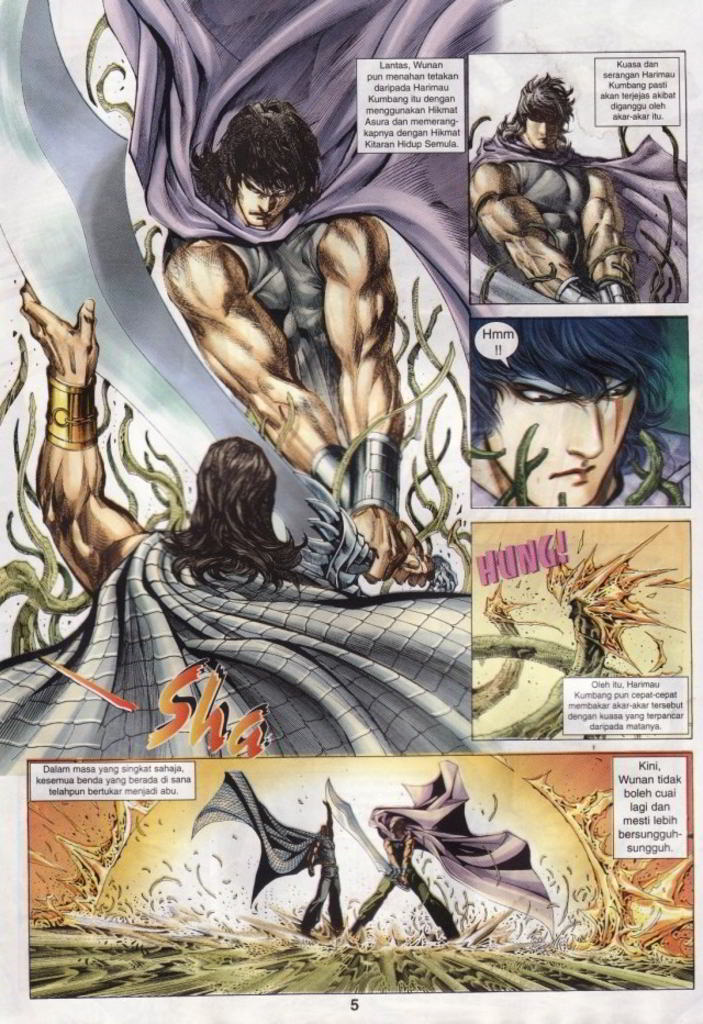 Lantas, Wunan
pun menahan tetakan
daripada Harimau
Kumbang itu dengan
menggunakan Hikmat
Asura dan memerang-
kapnya dengan Hikmat
Kitaran Hidup Semula.
Kuasa dan
serangan Harimau
Kumbang pasti
akan terjejas akibat
diganggu oleh
akar-akar itu.
Hmm
!!
HUNG!
Oleh itu, Harimau
Kumbang pun cepat-cepat
membakar akar-akar tersebut
dengan kuasa yang terpancar
daripada matanya.
Sha
Dalam masa yang singkat sahaja,
kesemua benda yang berada di sana
telahpun bertukar menjadi abu.
Kini,
Wunan tidak
boleh cuai
lagi dan
mesti lebih
bersungguh-
sungguh.
5